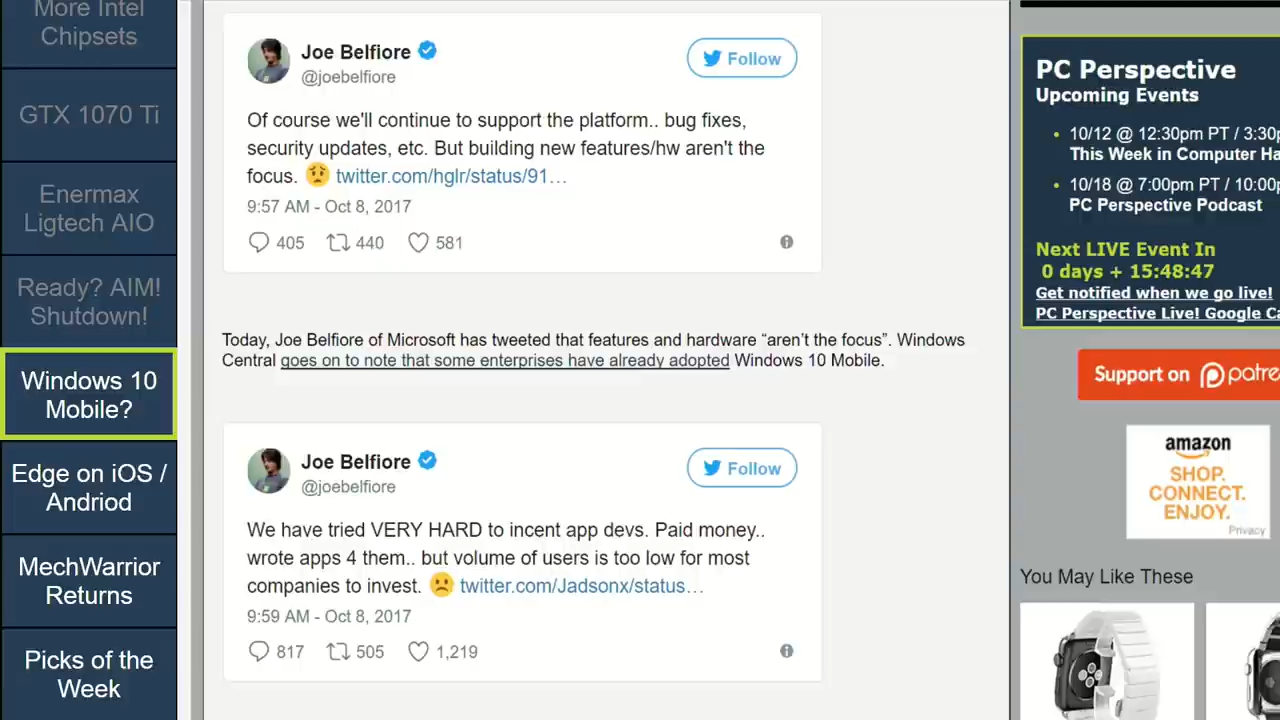 More Intel
Chipsets
GTX 1070 Ti
Enermax
Ligtech AIO
Ready? AIM!
Shutdown!
Windows 10
Mobile?
Edge on iOS /
Andriod
MechWarrior
Returns
Picks of the
Week
Joe Belfiore
@joebelfiore
Follow
Of course we'll continue to support the platform.. bug fixes,
security updates, etc. But building new features/hw aren't the
focus. 😟 twitter.com/hglr/status/91…
9:57 AM - Oct 8, 2017
405 440 581
Today, Joe Belfiore of Microsoft has tweeted that features and hardware “aren’t the focus”. Windows
Central goes on to note that some enterprises have already adopted Windows 10 Mobile.
Joe Belfiore
@joebelfiore
Follow
We have tried VERY HARD to incent app devs. Paid money..
wrote apps 4 them.. but volume of users is too low for most
companies to invest. 🙁 twitter.com/Jadsonx/status…
9:59 AM - Oct 8, 2017
817 505 1,219
PC Perspective
Upcoming Events
• 10/12 @ 12:30pm PT / 3:30p
This Week in Computer Ha
• 10/18 @ 7:00pm PT / 10:00p
PC Perspective Podcast
Next LIVE Event In
0 days + 15:48:47
Get notified when we go live!
PC Perspective Live! Google Ca
Support on patre
amazon
SHOP.
CONNECT.
ENJOY.
Privacy
You May Like These